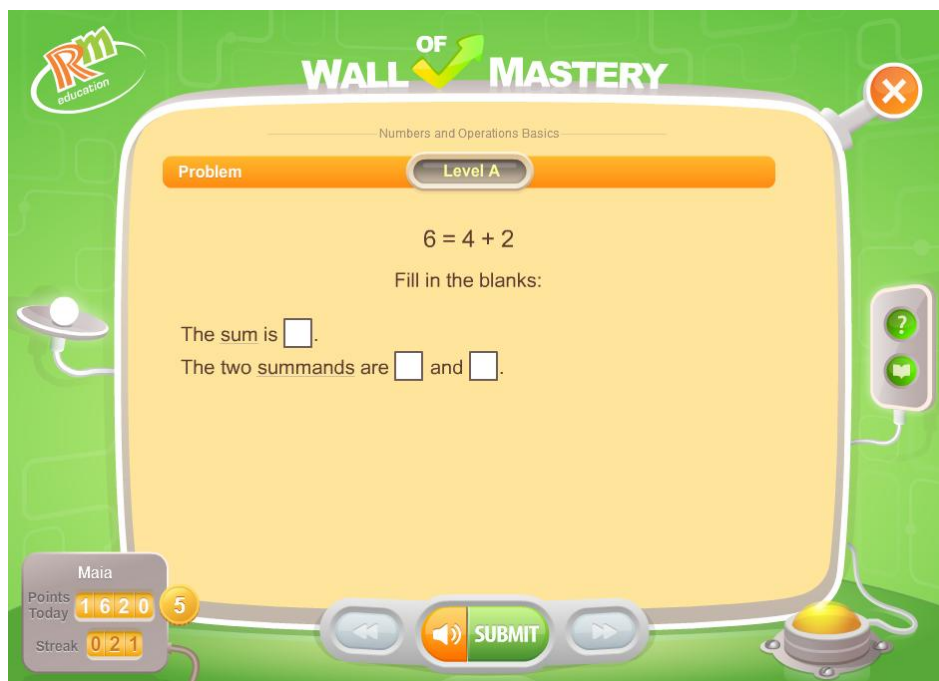 Rm
education
WALL OF MASTERY
Numbers and Operations Basics
Problem
Level A
6 = 4 + 2
Fill in the blanks:
The sum is .
The two summands are and .
?
Maia
Points Today 1620 5
Streak 021
SUBMIT